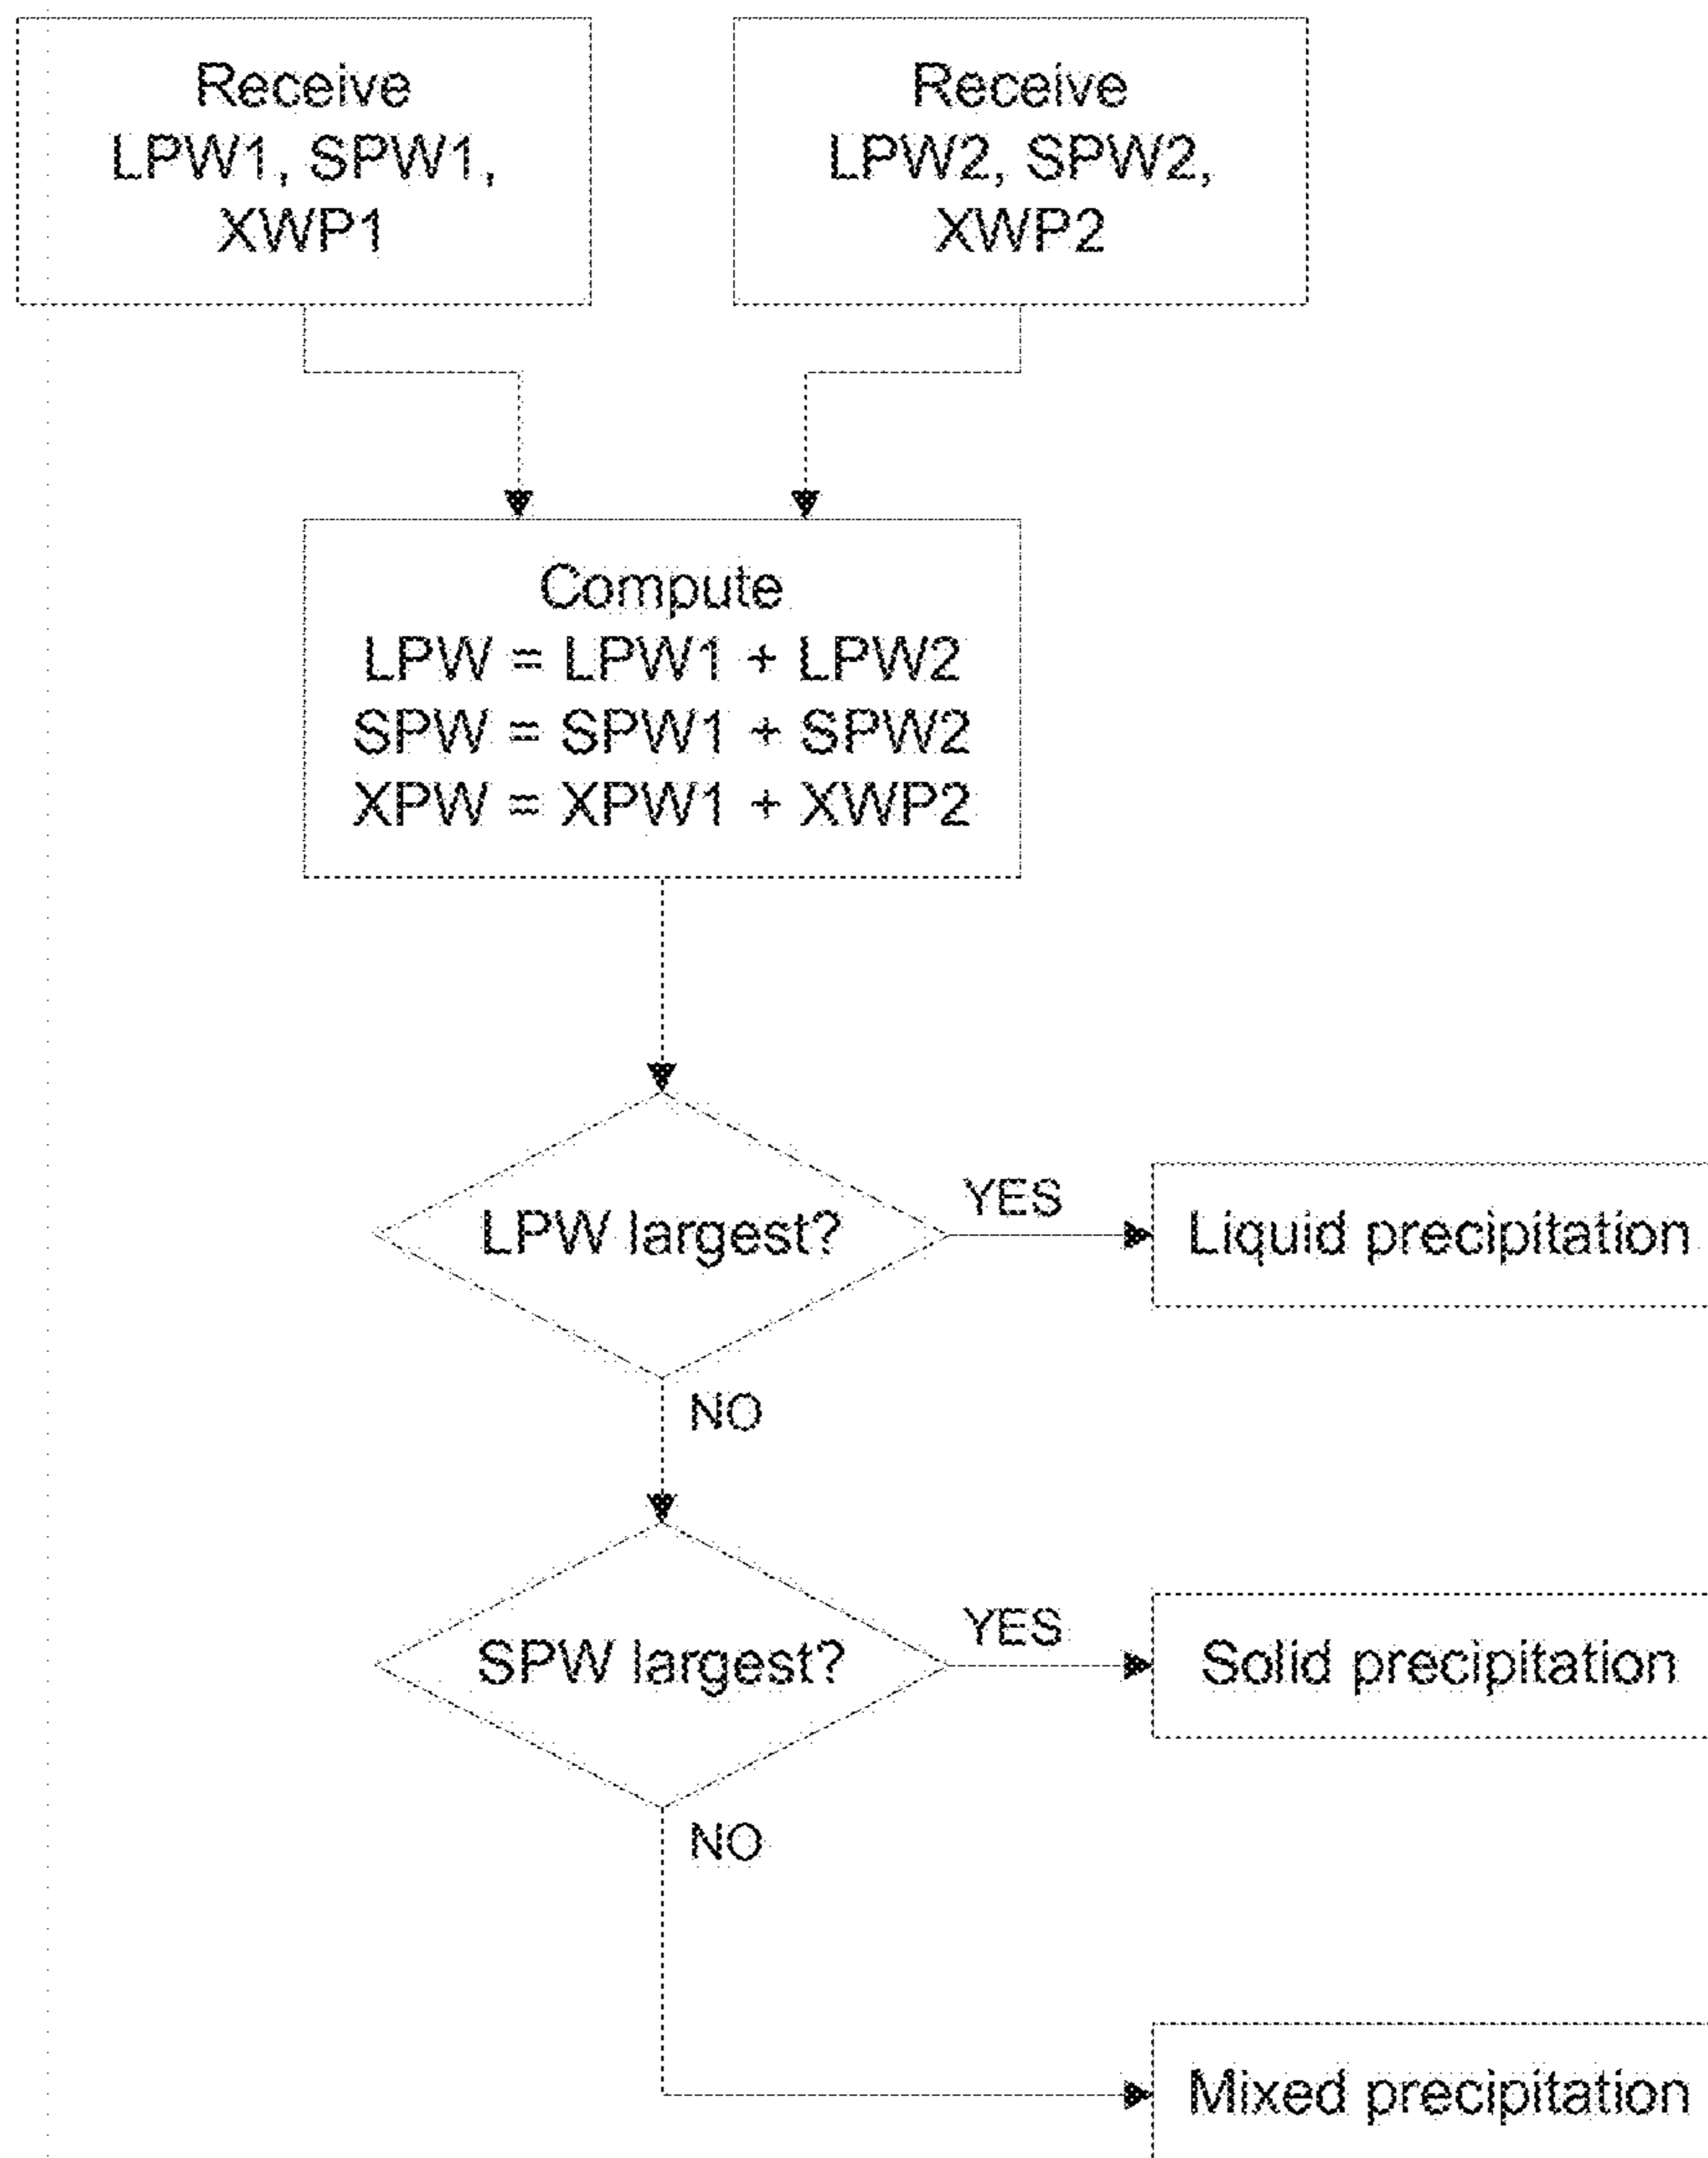 Receive
LPW1, SPW1,
XWP1
Receive
LPW2, SPW2,
XWP2
Compute
LPW = LPW1 + LPW2
SPW = SPW1 + SPW2
XPW = XPW1 + XWP2
LPW largest?
YES
Liquid precipitation
NO
SPW largest?
YES
Solid precipitation
NO
Mixed precipitation